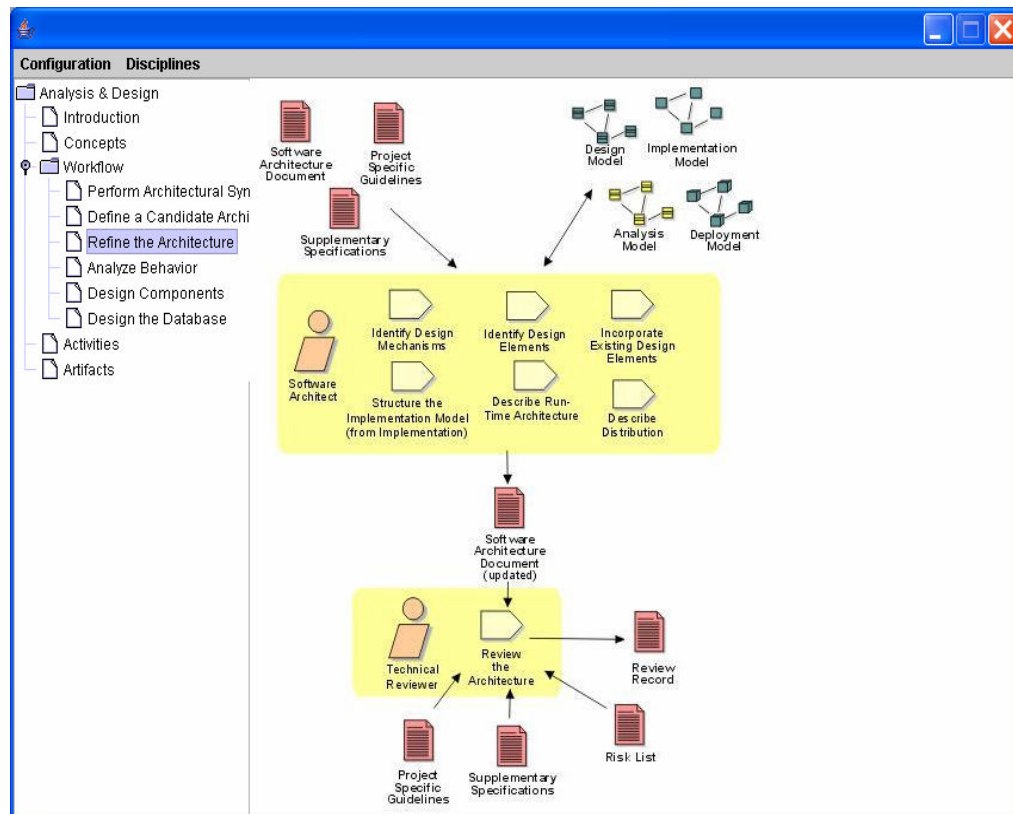 Configuration Disciplines
Analysis & Design
Introduction
Concepts
Workflow
Perform Architectural Syn
Define a Candidate Archi
Refine the Architecture
Analyze Behavior
Design Components
Design the Database
Activities
Artifacts
Software
Architecture
Document
Project
Specific
Guidelines
Supplementary
Specifications
Design
Model
Implementation
Model
Analysis
Model
Deployment
Model
Software
Architect
Identify Design
Mechanisms
Identify Design
Elements
Incorporate
Existing Design
Elements
Structure the
Implementation Model
(from Implementation)
Describe Run-
Time Architecture
Describe
Distribution
Software
Architecture
Document
(updated)
Technical
Reviewer
Review
the
Architecture
Review
Record
Project
Specific
Guidelines
Supplementary
Specifications
Risk List